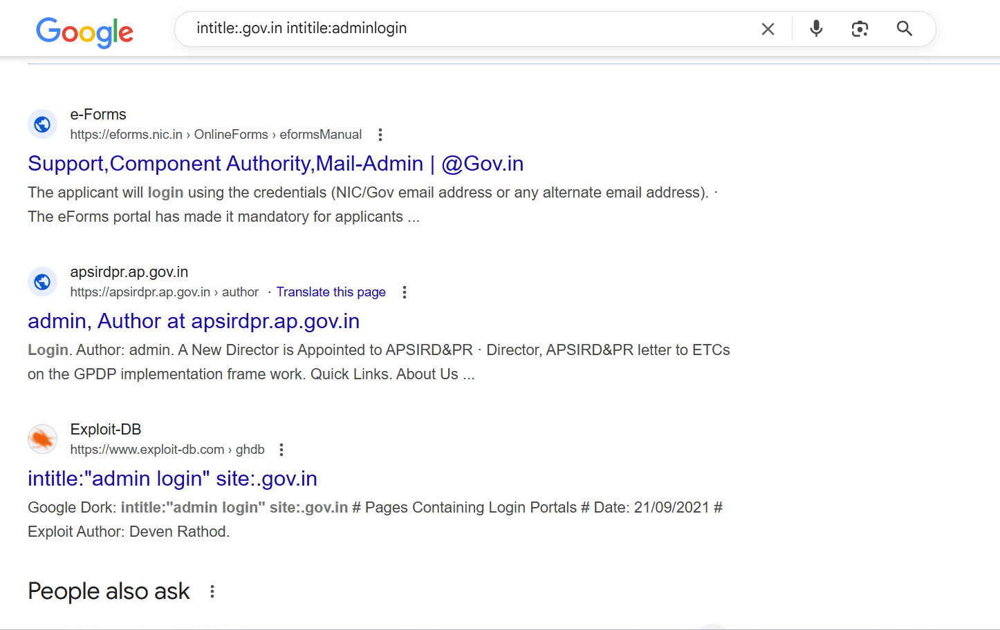 Google
intitle:.gov.in intitile:adminlogin
e-Forms
https://eforms.nic.in › OnlineForms › eformsManual
Support,Component Authority,Mail-Admin | @Gov.in
The applicant will login using the credentials (NIC/Gov email address or any alternate email address). ·
The eForms portal has made it mandatory for applicants ...
apsirdpr.ap.gov.in
https://apsirdpr.ap.gov.in › author · Translate this page
admin, Author at apsirdpr.ap.gov.in
Login. Author: admin. A New Director is Appointed to APSIRD&PR · Director, APSIRD&PR letter to ETCs
on the GPDP implementation frame work. Quick Links. About Us ...
Exploit-DB
https://www.exploit-db.com › ghdb
intitle:"admin login" site:.gov.in
Google Dork: intitle:"admin login" site:.gov.in # Pages Containing Login Portals # Date: 21/09/2021 #
Exploit Author: Deven Rathod.
People also ask